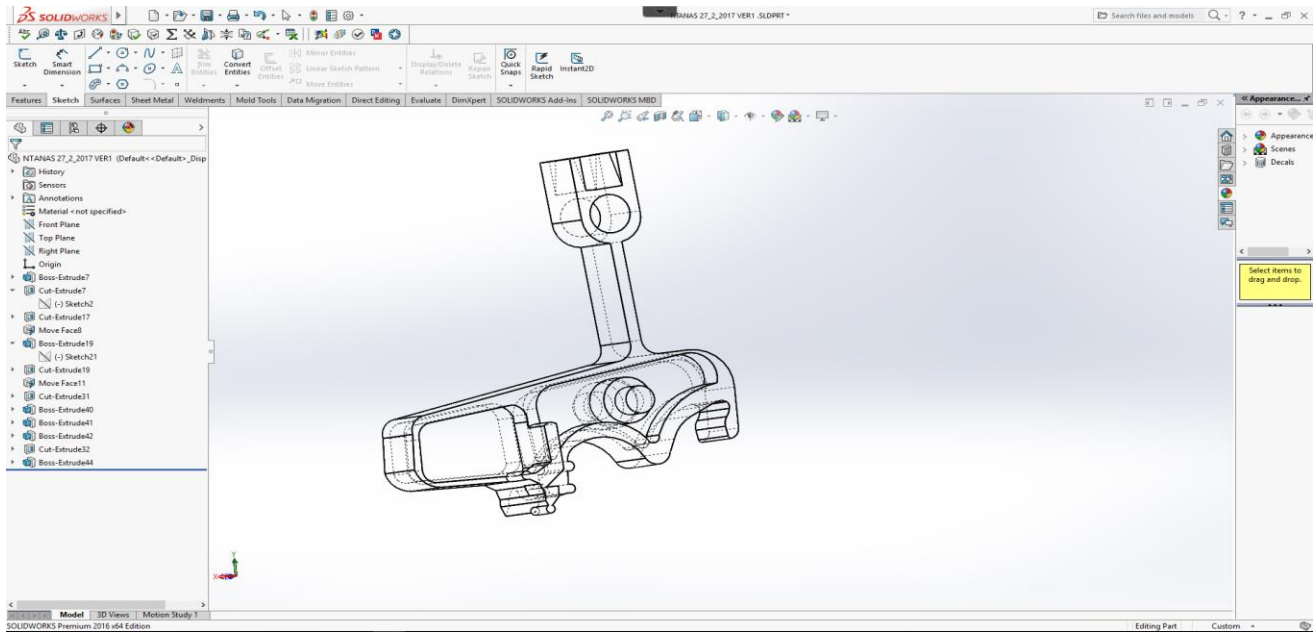 SOLIDWORKS
NTANAS 27_2_2017 VER1 .SLDPRT *
Search files and models
Sketch
Smart Dimension
Trim Entities
Convert Entities
Offset Entities
Mirror Entities
Linear Sketch Pattern
Move Entities
Display/Delete Relations
Repair Sketch
Quick Snaps
Rapid Sketch
Instant2D
Features Sketch Surfaces Sheet Metal Weldments Mold Tools Data Migration Direct Editing Evaluate DimXpert SOLIDWORKS Add-Ins SOLIDWORKS MBD
NTANAS 27_2_2017 VER1 (Default<<Default>_Disp
History
Sensors
Annotations
Material <not specified>
Front Plane
Top Plane
Right Plane
Origin
Boss-Extrude7
Cut-Extrude7
(-) Sketch2
Cut-Extrude17
Move Face8
Boss-Extrude19
(-) Sketch21
Cut-Extrude19
Move Face11
Cut-Extrude31
Boss-Extrude40
Boss-Extrude41
Boss-Extrude42
Cut-Extrude32
Boss-Extrude44
Y
X
Appearance...
Appearance
Scenes
Decals
Select items to
drag and drop.
Model 3D Views Motion Study 1
SOLIDWORKS Premium 2016 x64 Edition
Editing Part Custom